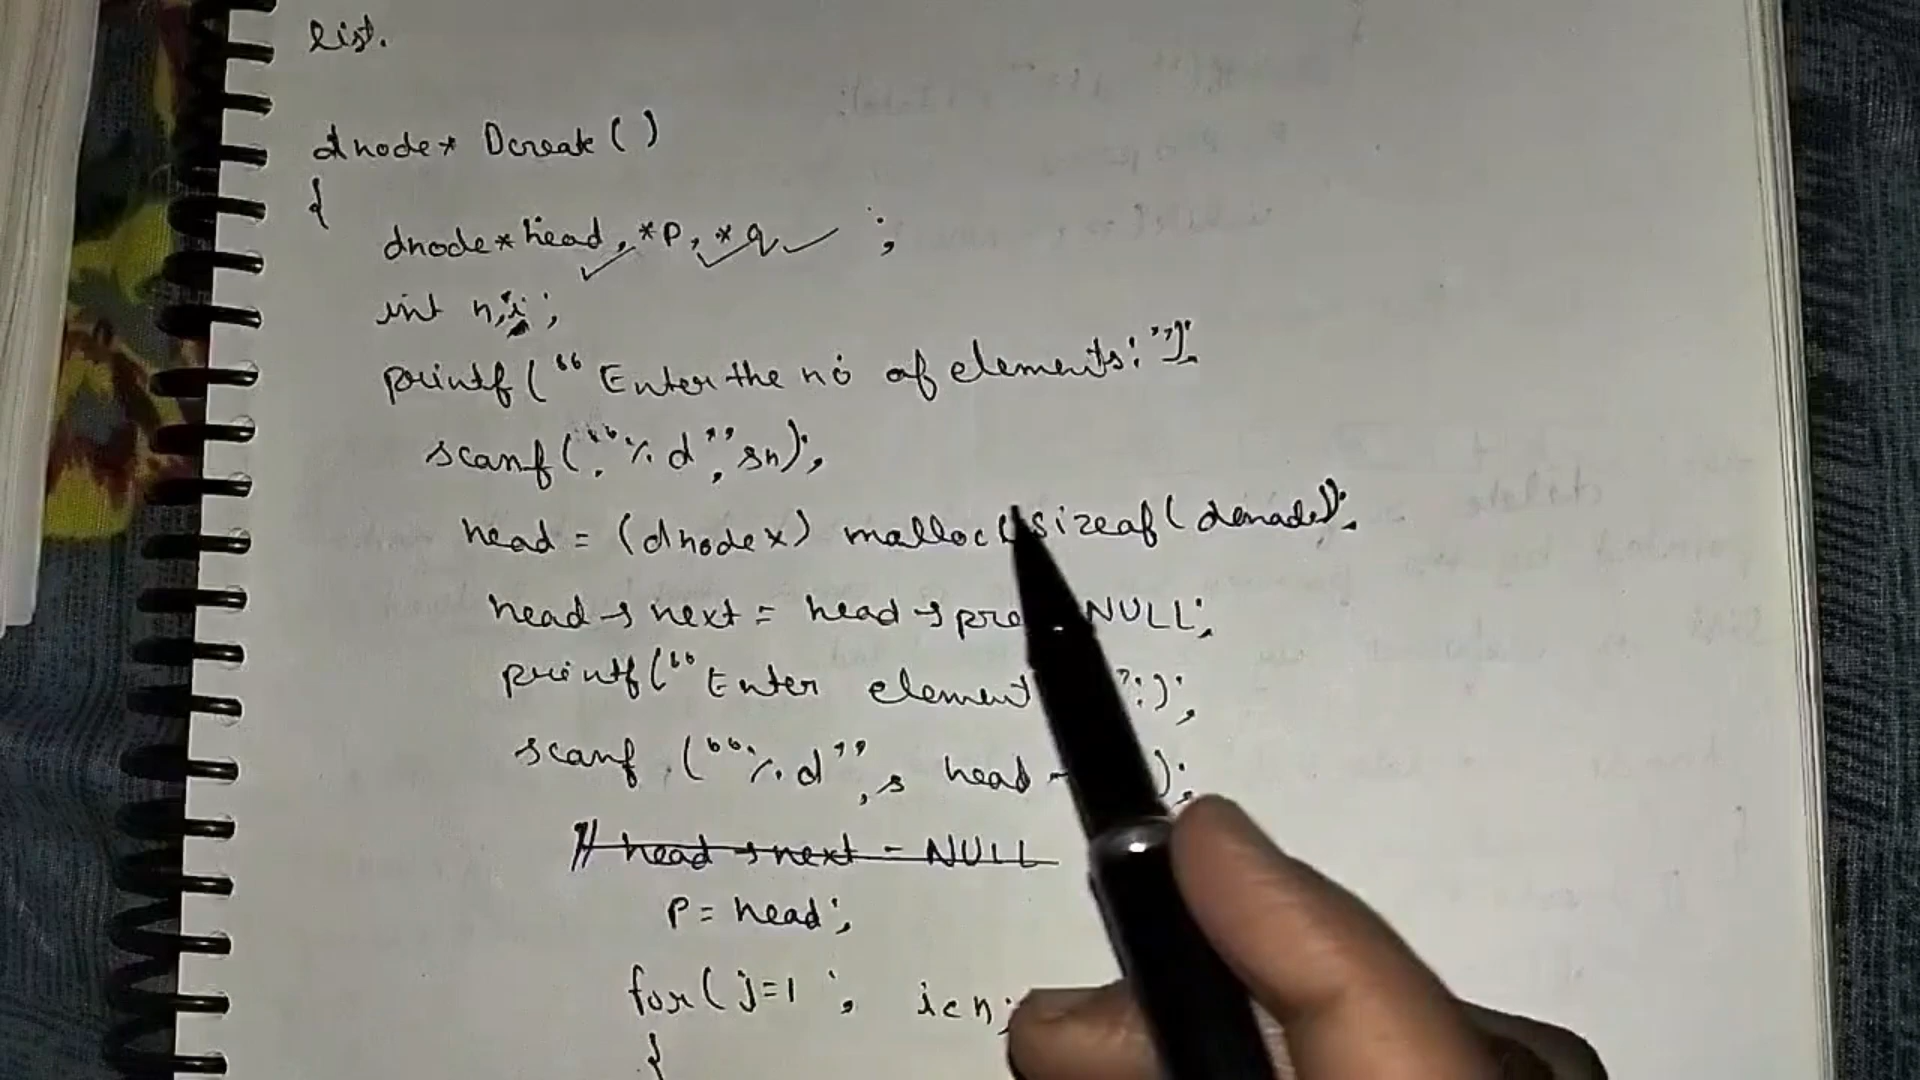 list.
dnode* Dcreate ()
{
dnode*head, *p, *q ;
int n,i ;
printf ("Enter the no of elements: ");
scanf ("%d", &n);
head = (dnode*) malloc (sizeof (dnode));
head→next = head→pre NULL;
printf ("Enter element ":);
scanf ("%d", & head );
// head→next = NULL
p = head;
for (j=1 ; i<n;
{